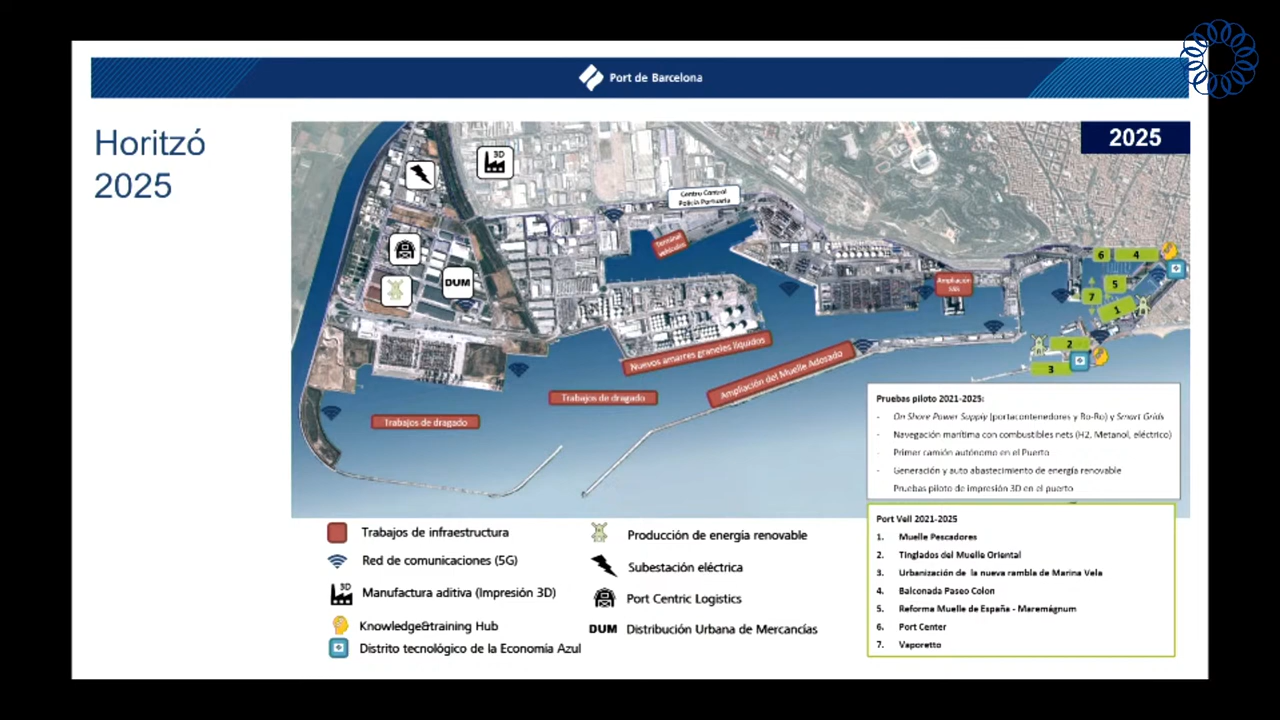 Port de Barcelona
Horitzó
2025
2025
3D
Centro Control
Policía Portuaria
Terminal
vehículos
DUM
Ampliación
6
4
5
7
1
2
3
Nuevos amarres graneles líquidos
Ampliación del Muelle Adosado
Trabajos de dragado
Trabajos de dragado
Pruebas piloto 2021-2025:
- On Shore Power Supply (portacontenedores y Ro-Ro) y Smart Grids
- Navegación marítima con combustibles nets (H2, Metanol, eléctrico)
- Primer camión autónomo en el Puerto
- Generación y auto abastecimiento de energía renovable
Pruebas piloto de impresión 3D en el puerto
Port Vell 2021-2025
1. Muelle Pescadores
2. Tinglados del Muelle Oriental
3. Urbanización de la nueva rambla de Marina Vela
4. Balconada Paseo Colon
5. Reforma Muelle de España - Maremágnum
6. Port Center
7. Vaporetto
Trabajos de infraestructura
Red de comunicaciones (5G)
3D
Manufactura aditiva (Impresión 3D)
Knowledge&training Hub
Distrito tecnológico de la Economía Azul
Producción de energía renovable
Subestación eléctrica
Port Centric Logistics
DUM Distribución Urbana de Mercancías